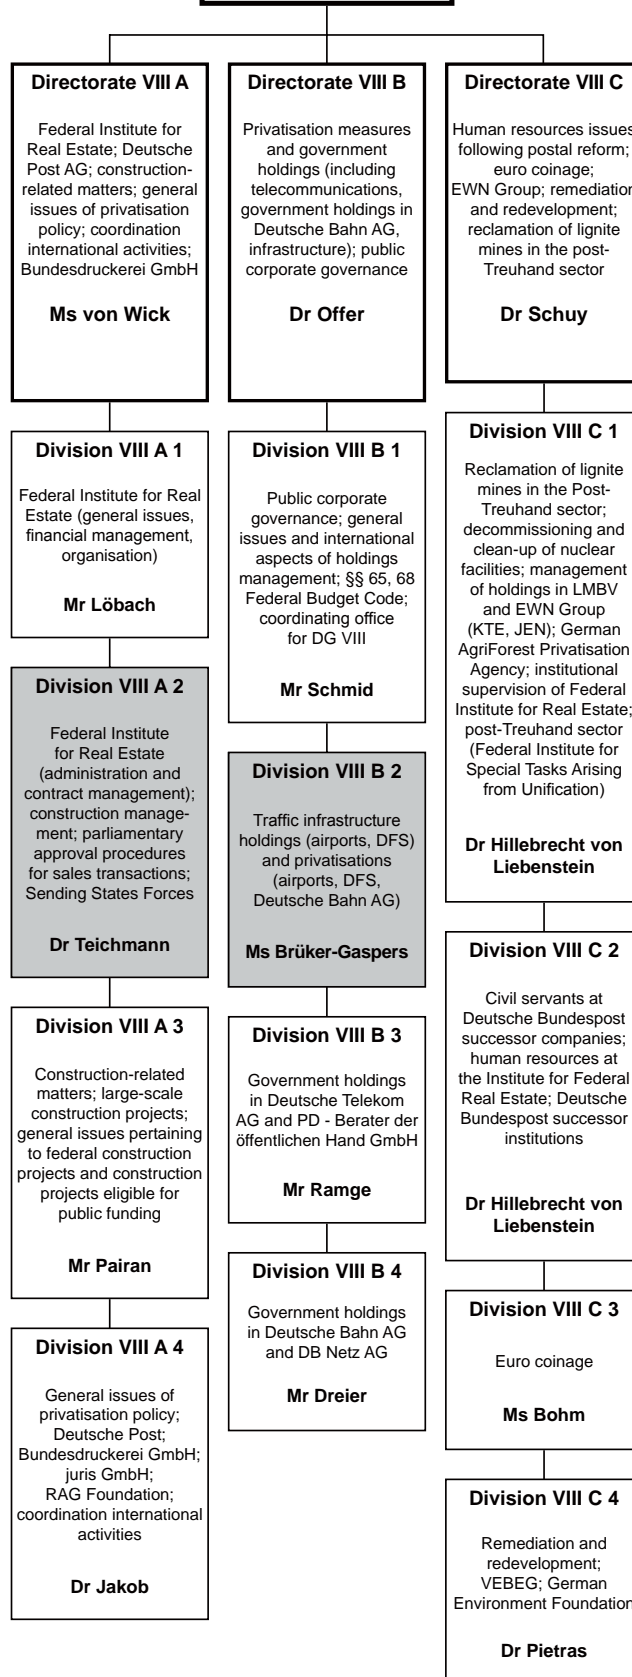 Directorate VIII A
Federal Institute for
Real Estate; Deutsche
Post AG; construction-
related matters; general
issues of privatisation
policy; coordination
international activities;
Bundesdruckerei GmbH
Ms von Wick
Division VIII A 1
Federal Institute for Real
Estate (general issues,
financial management,
organisation)
Mr Löbach
Division VIII A 2
Federal Institute
for Real Estate
(administration and
contract management);
construction manage-
ment; parliamentary
approval procedures
for sales transactions;
Sending States Forces
Dr Teichmann
Division VIII A 3
Construction-related
matters; large-scale
construction projects;
general issues pertaining
to federal construction
projects and construction
projects eligible for
public funding
Mr Pairan
Division VIII A 4
General issues of
privatisation policy;
Deutsche Post;
Bundesdruckerei GmbH;
juris GmbH;
RAG Foundation;
coordination international
activities
Dr Jakob
Directorate VIII B
Privatisation measures
and government
holdings (including
telecommunications,
government holdings in
Deutsche Bahn AG,
infrastructure); public
corporate governance
Dr Offer
Division VIII B 1
Public corporate
governance; general
issues and international
aspects of holdings
management; §§ 65, 68
Federal Budget Code;
coordinating office
for DG VIII
Mr Schmid
Division VIII B 2
Traffic infrastructure
holdings (airports, DFS)
and privatisations
(airports, DFS,
Deutsche Bahn AG)
Ms Brüker-Gaspers
Division VIII B 3
Government holdings
in Deutsche Telekom
AG and PD - Berater der
öffentlichen Hand GmbH
Mr Ramge
Division VIII B 4
Government holdings
in Deutsche Bahn AG
and DB Netz AG
Mr Dreier
Directorate VIII C
Human resources issues
following postal reform;
euro coinage;
EWN Group; remediation
and redevelopment;
reclamation of lignite
mines in the post-
Treuhand sector
Dr Schuy
Division VIII C 1
Reclamation of lignite
mines in the Post-
Treuhand sector;
decommissioning and
clean-up of nuclear
facilities; management
of holdings in LMBV
and EWN Group
(KTE, JEN); German
AgriForest Privatisation
Agency; institutional
supervision of Federal
Institute for Real Estate;
post-Treuhand sector
(Federal Institute for
Special Tasks Arising
from Unification)
Dr Hillebrecht von
Liebenstein
Division VIII C 2
Civil servants at
Deutsche Bundespost
successor companies;
human resources at
the Institute for Federal
Real Estate; Deutsche
Bundespost successor
institutions
Dr Hillebrecht von
Liebenstein
Division VIII C 3
Euro coinage
Ms Bohm
Division VIII C 4
Remediation and
redevelopment;
VEBEG; German
Environment Foundation
Dr Pietras